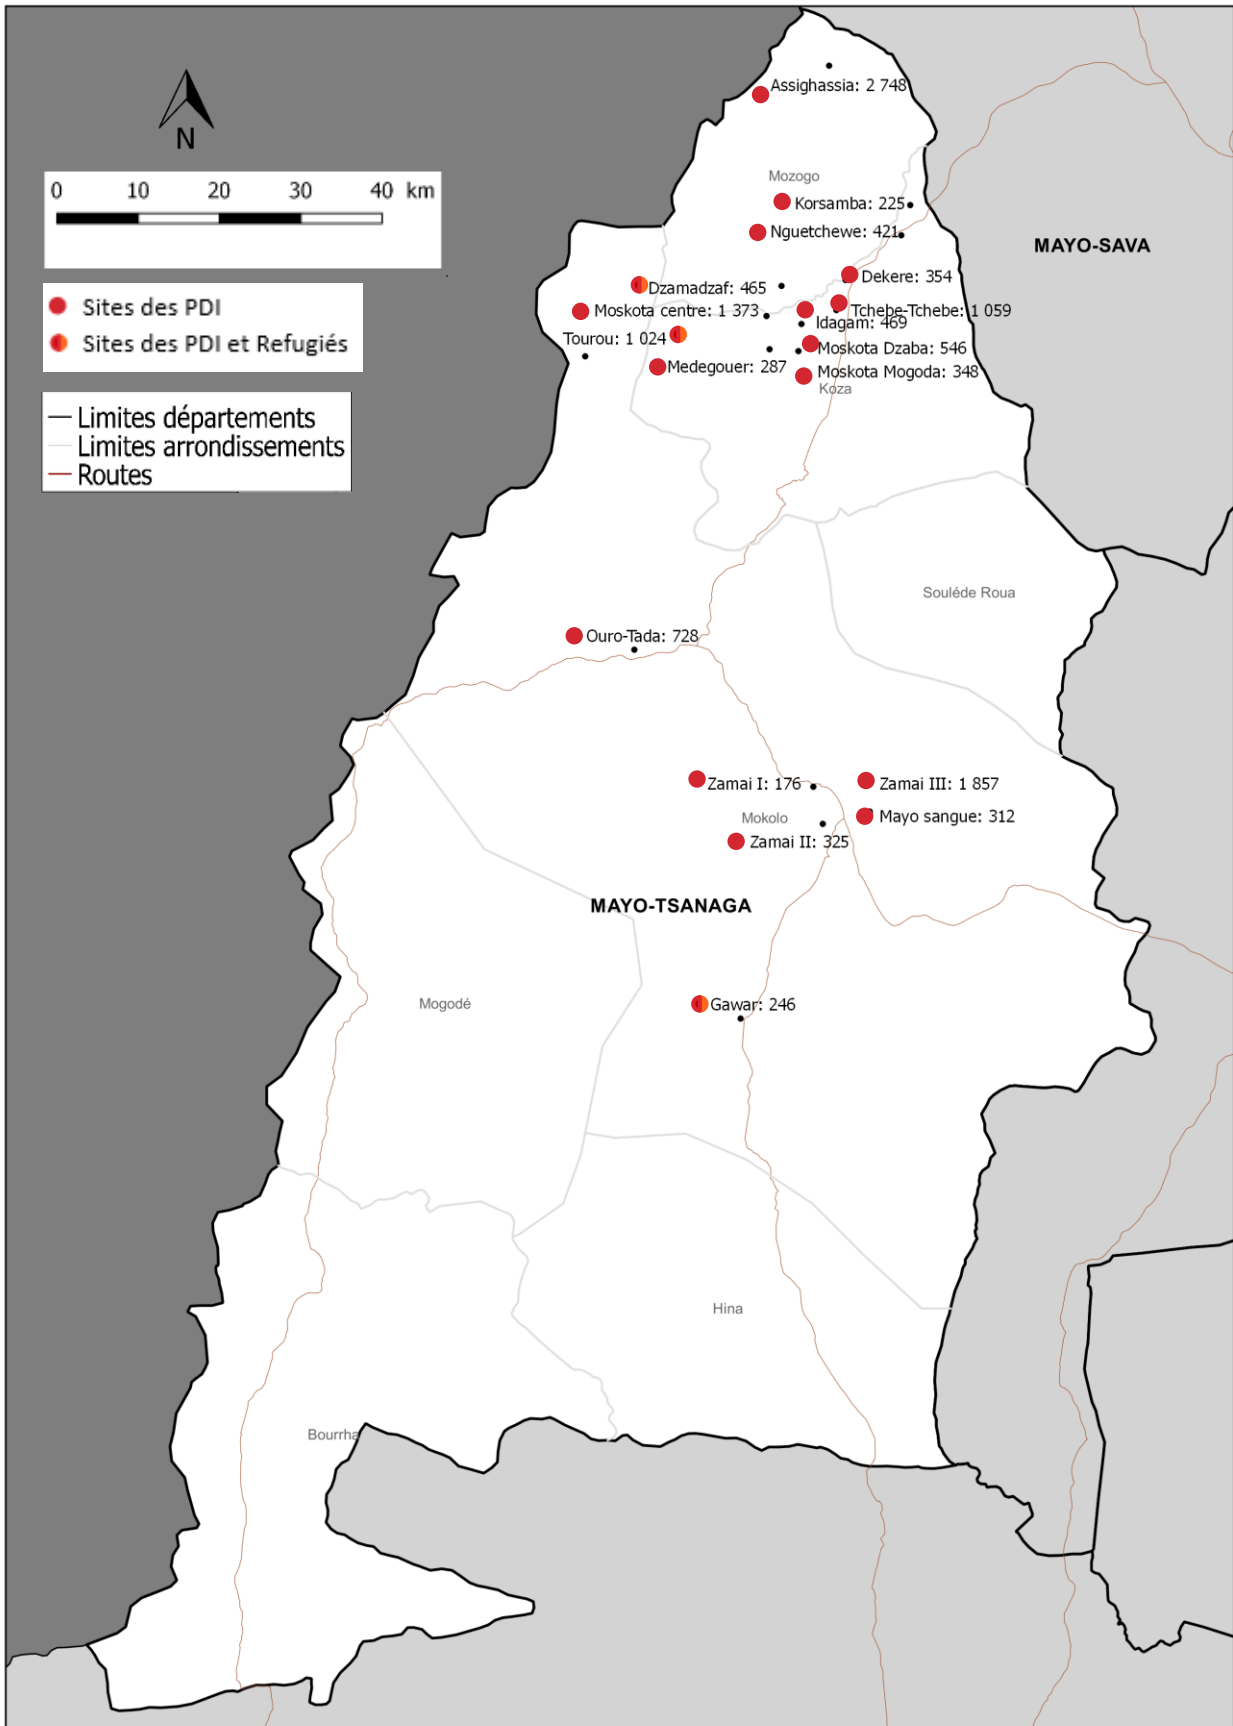 Assighassia: 2 748
N
0 10 20 30 40 km
Mozogo
Korsamba: 225
Nguetchewe: 421
MAYO-SAVA
Dekere: 354
Dzamadzaf: 465
Sites des PDI
Moskota centre: 1 373
Tchebe-Tchebe: 1 059
Idagam: 469
Tourou: 1 024
Sites des PDI et Refugiés
Moskota Dzaba: 546
Medegouer: 287
Moskota Mogoda: 348
Koza
Limites départements
Limites arrondissements
Routes
Souléde Roua
Ouro-Tada: 728
Zamai I: 176
Zamai III: 1 857
Mokolo
Mayo sangue: 312
Zamai II: 325
MAYO-TSANAGA
Mogodé
Gawar: 246
Hina
Bourrha